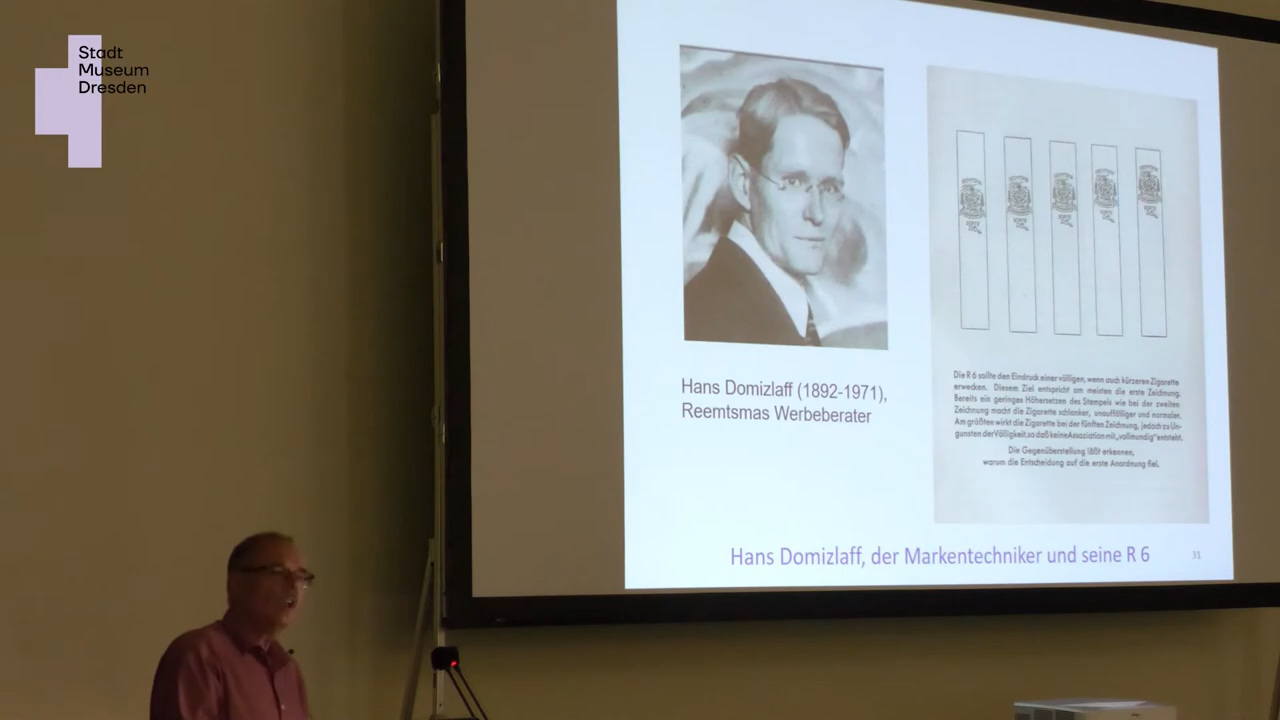 Stadt
Museum
Dresden
Hans Domizlaff (1892-1971),
Reemtsmas Werbeberater
Die R 6 sollte den Eindruck einer völligen, wenn auch kürzeren Zigarette
erwecken. Diesem Ziel entspricht am meisten die erste Zeichnung.
Bereits ein geringes Höhersetzen des Stempels wie bei der zweiten
Zeichnung macht die Zigarette schlanker, unauffälliger und normaler.
Am größten wirkt die Zigarette bei der fünften Zeichnung, jedoch zu Un-
gunsten der Völligkeit, so daß keine Assoziation mit „vollmundig" entsteht.
Die Gegenüberstellung läßt erkennen,
warum die Entscheidung auf die erste Anordnung fiel.
Hans Domizlaff, der Markentechniker und seine R 6
31